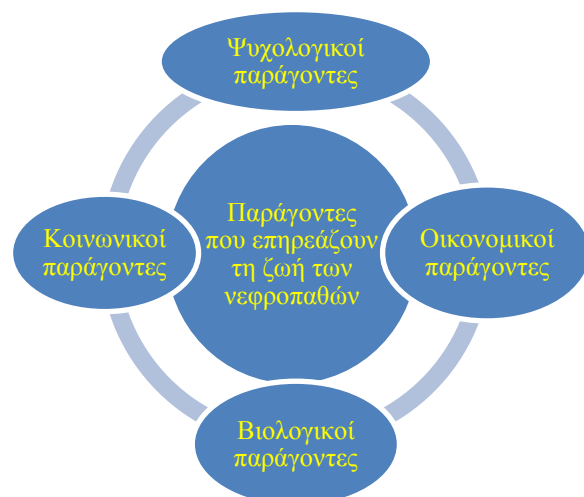 Ψυχολογικοί
παράγοντες
Κοινωνικοί
παράγοντες
Παράγοντες
που επηρεάζουν
τη ζωή των
νεφροπαθών
Οικονομικοί
παράγοντες
Βιολογικοί
παράγοντες